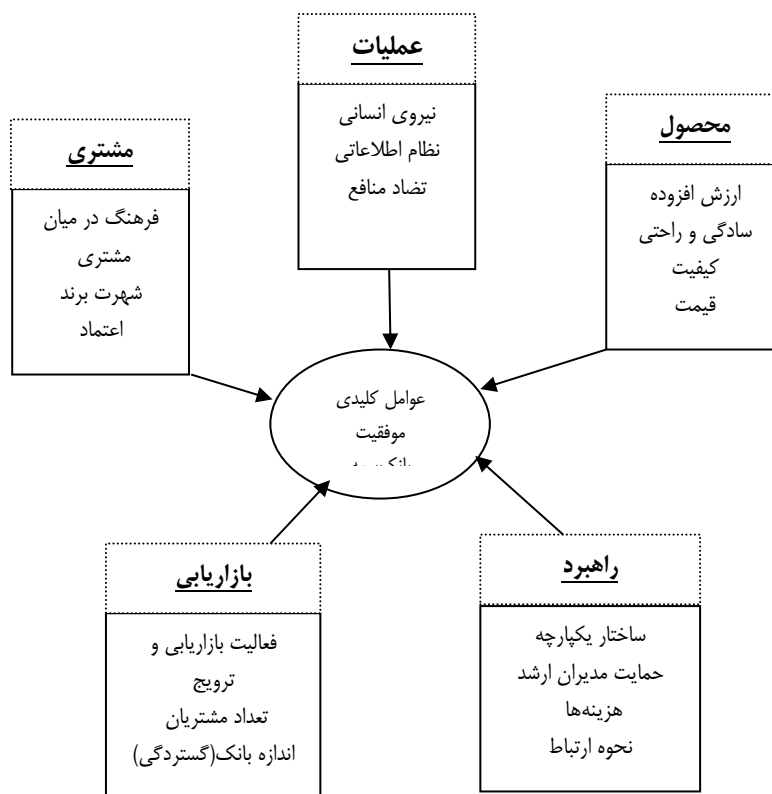 عملیات
نیروی انسانی
نظام اطلاعاتی
تضاد منافع
محصول
ارزش افزوده
سادگی و راحتی
کیفیت
قیمت
مشتری
فرهنگ در میان
مشتری
شهرت برند
اعتماد
عوامل کلیدی
موفقیت
راهبرد
ساختار یکپارچه
حمایت مدیران ارشد
هزینه‌ها
نحوه ارتباط
بازاریابی
فعالیت بازاریابی و
ترویج
تعداد مشتریان
اندازه بانک(گستردگی)